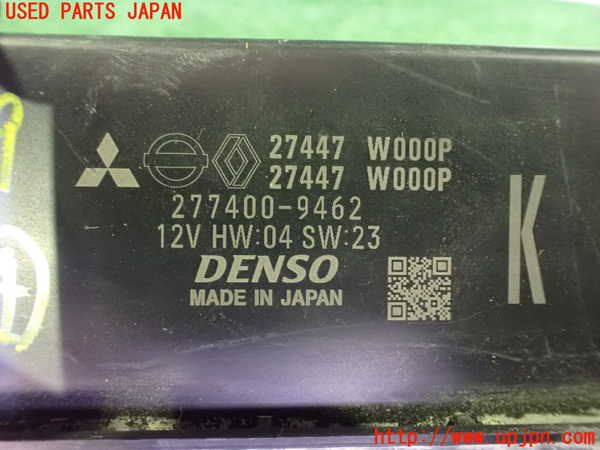 USED PARTS JAPAN
27447 W000P
27447 W000P
277400-9462
12V HW:04 SW:23
DENSO
MADE IN JAPAN
K
http://www.upjpn.com/